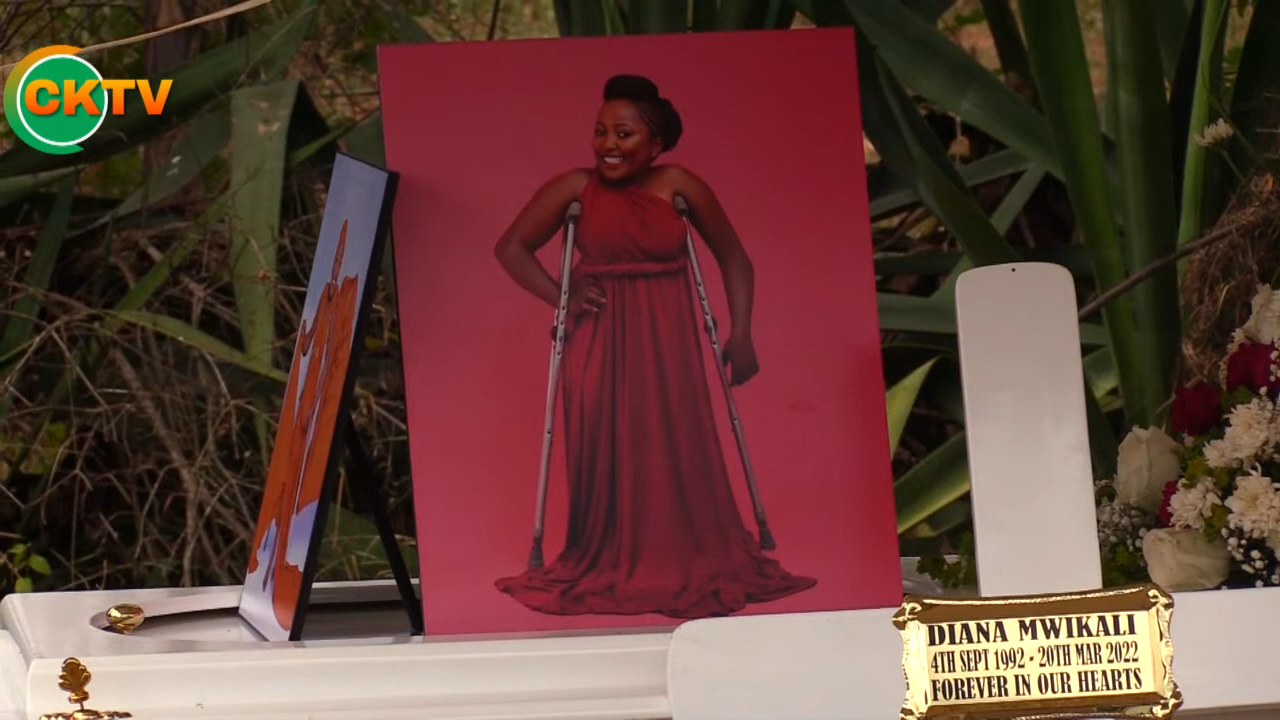 CKTV
DIANA MWIKALI
4TH SEPT 1992 - 20TH MAR 2022
FOREVER IN OUR HEARTS